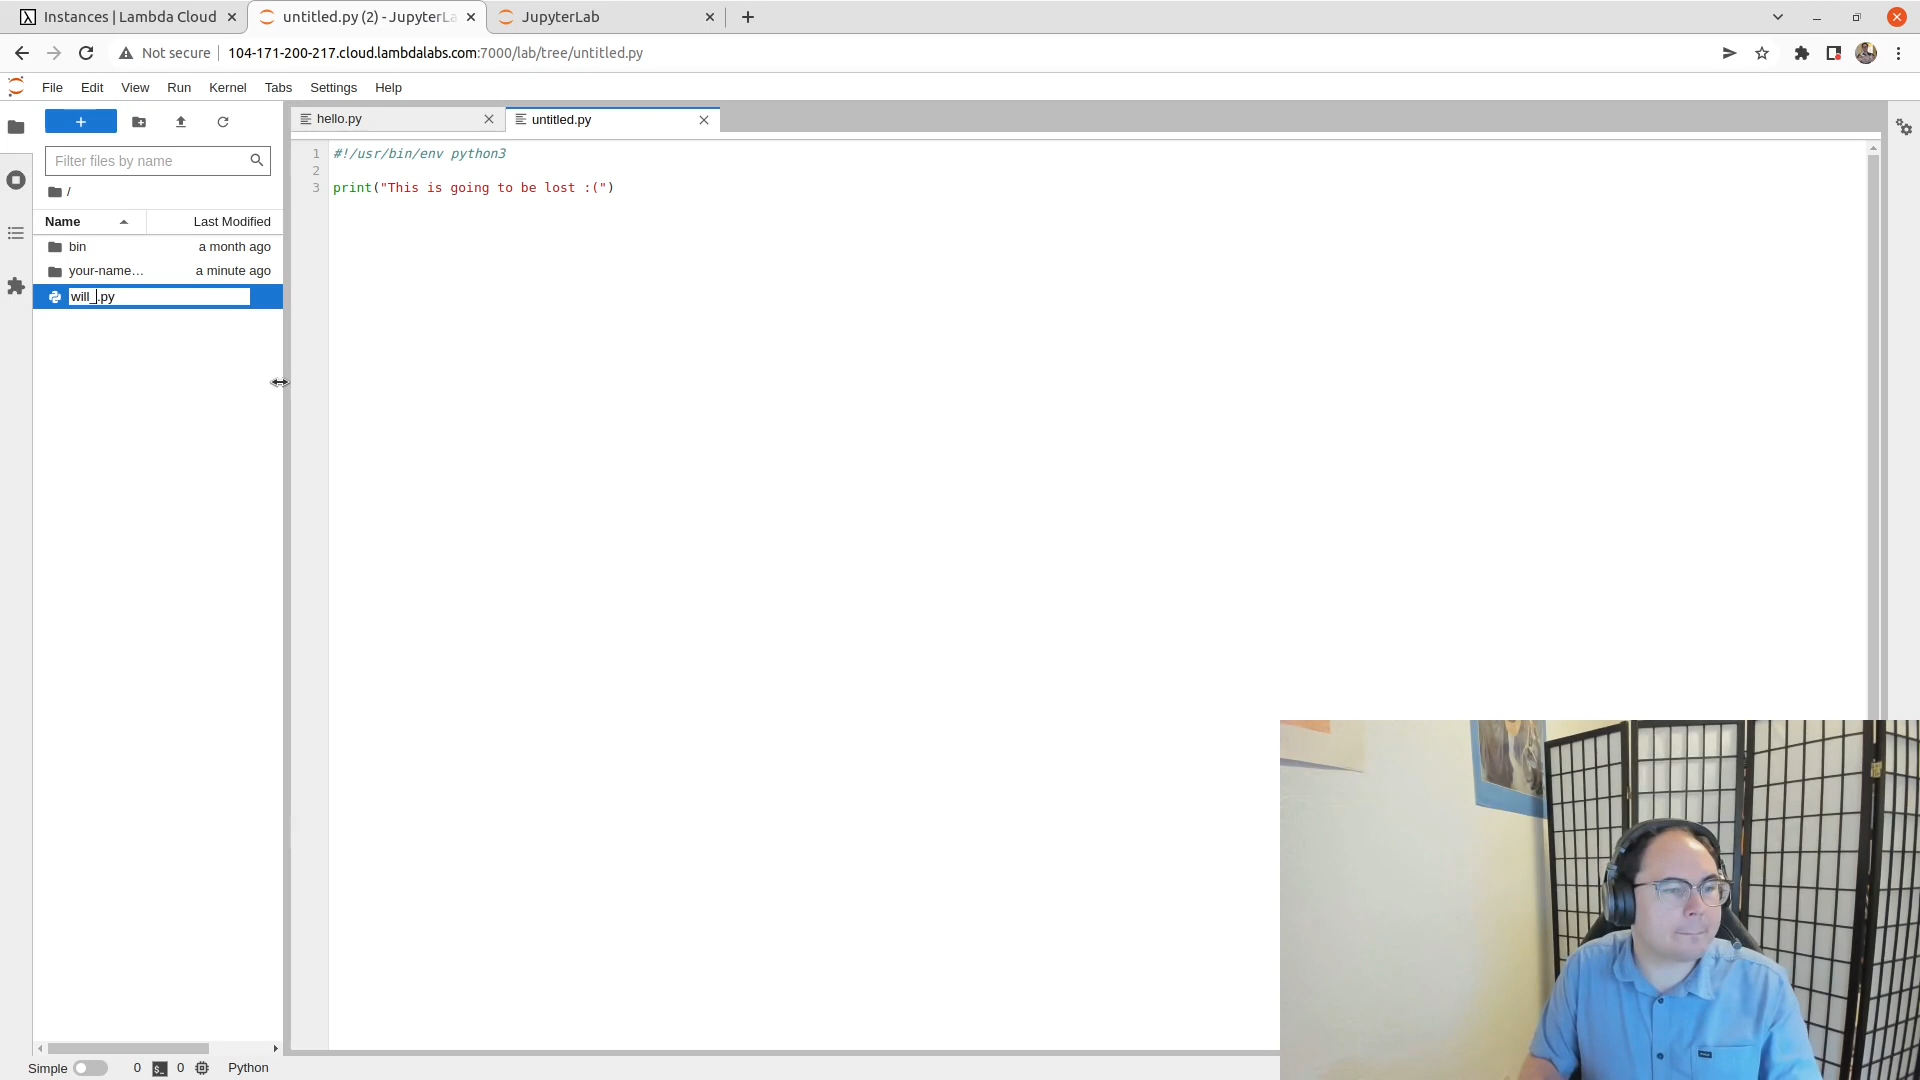 Instances | Lambda Cloud
untitled.py (2) - JupyterLa
JupyterLab
Not secure
104-171-200-217.cloud.lambdalabs.com:7000/lab/tree/untitled.py
File
Edit
View
Run
Kernel
Tabs
Settings
Help
hello.py
untitled.py
Filter files by name
/
Name
Last Modified
bin
a month ago
your-name…
a minute ago
will_.py
1 #!/usr/bin/env python3
2
3 print("This is going to be lost :(")
Simple
0
$_
0
Python